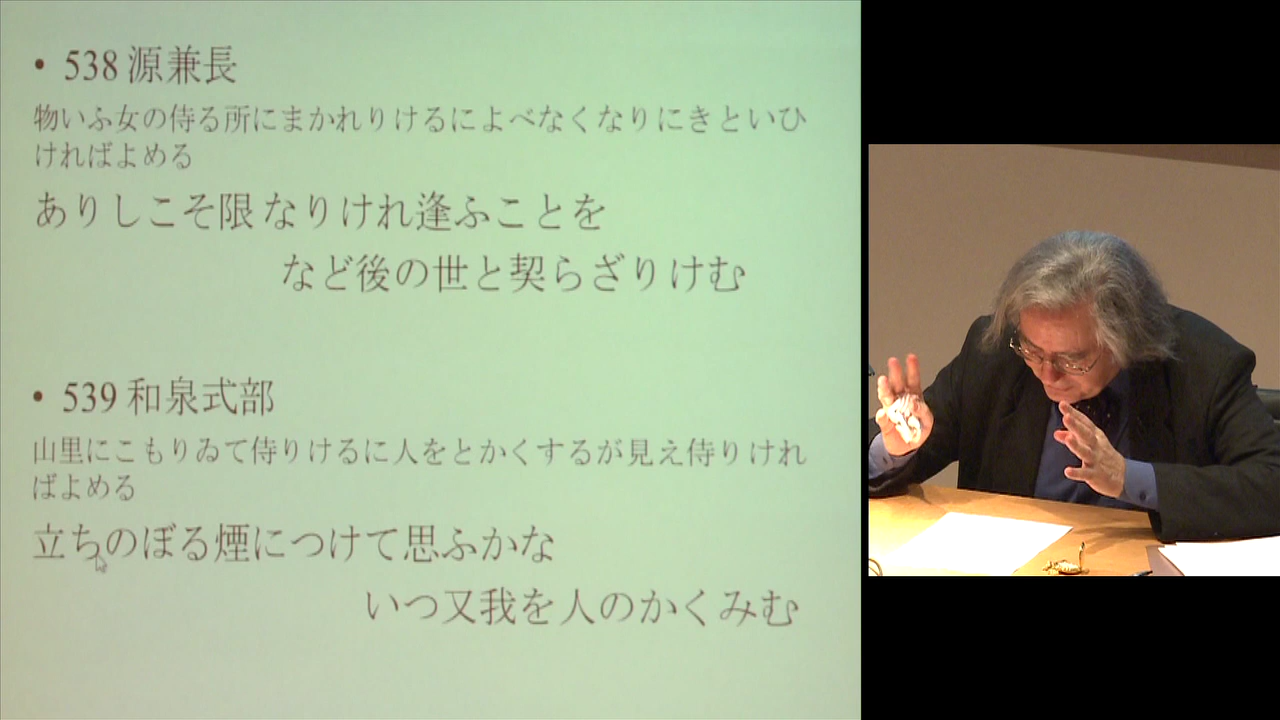 • 538 源兼長
物いふ女の侍る所にまかれりけるによべなくなりにきといひ
ければよめる
ありしこそ限なりけれ逢ふことを
など後の世と契らざりけむ
• 539 和泉式部
山里にこもりゐて侍りけるに人をとかくするが見え侍りけれ
ばよめる
立ちのぼる煙につけて思ふかな
いつ又我を人のかくみむ